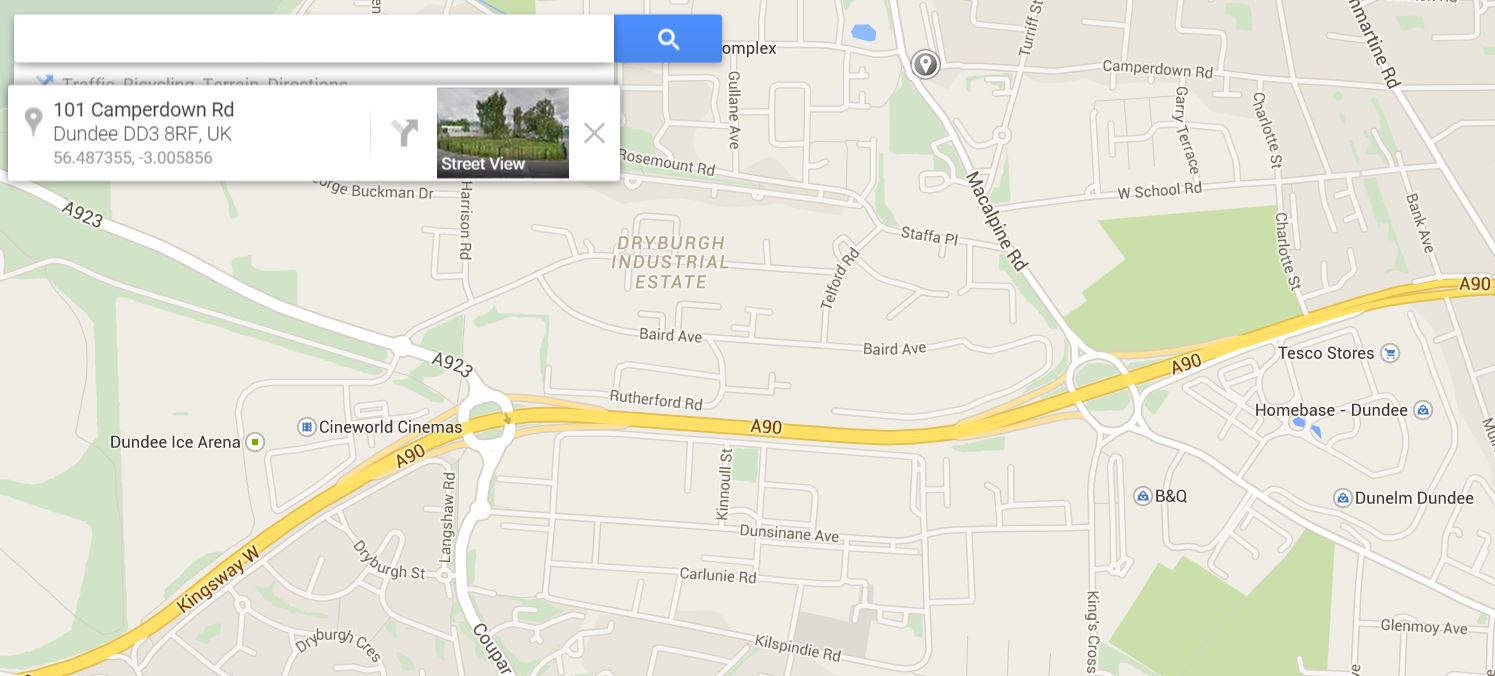 omplex
Traffic, Bicycling, Terrain, Directions
101 Camperdown Rd
Dundee DD3 8RF, UK
56.487355, -3.005856
Street View
Turriff St
Camperdown Rd
Gullane Ave
Garry Terrace
Charlotte St
Rosemount Rd
Harrison Rd
A923
Macalpine Rd
W School Rd
Bank Ave
Charlotte St
Staffa Pl
DRYBURGH
INDUSTRIAL
ESTATE
Telford Rd
A90
Baird Ave
Baird Ave
A923
A90
Tesco Stores
Rutherford Rd
Homebase - Dundee
Cineworld Cinemas
A90
Dundee Ice Arena
A90
Kinnoull St
Langshaw Rd
B&Q
Dunelm Dundee
Dunsinane Ave
Dryburgh St
Kingsway W
Carlunie Rd
King's Cross
Glenmoy Ave
Dryburgh Cres
Coupar
Kilspindie Rd